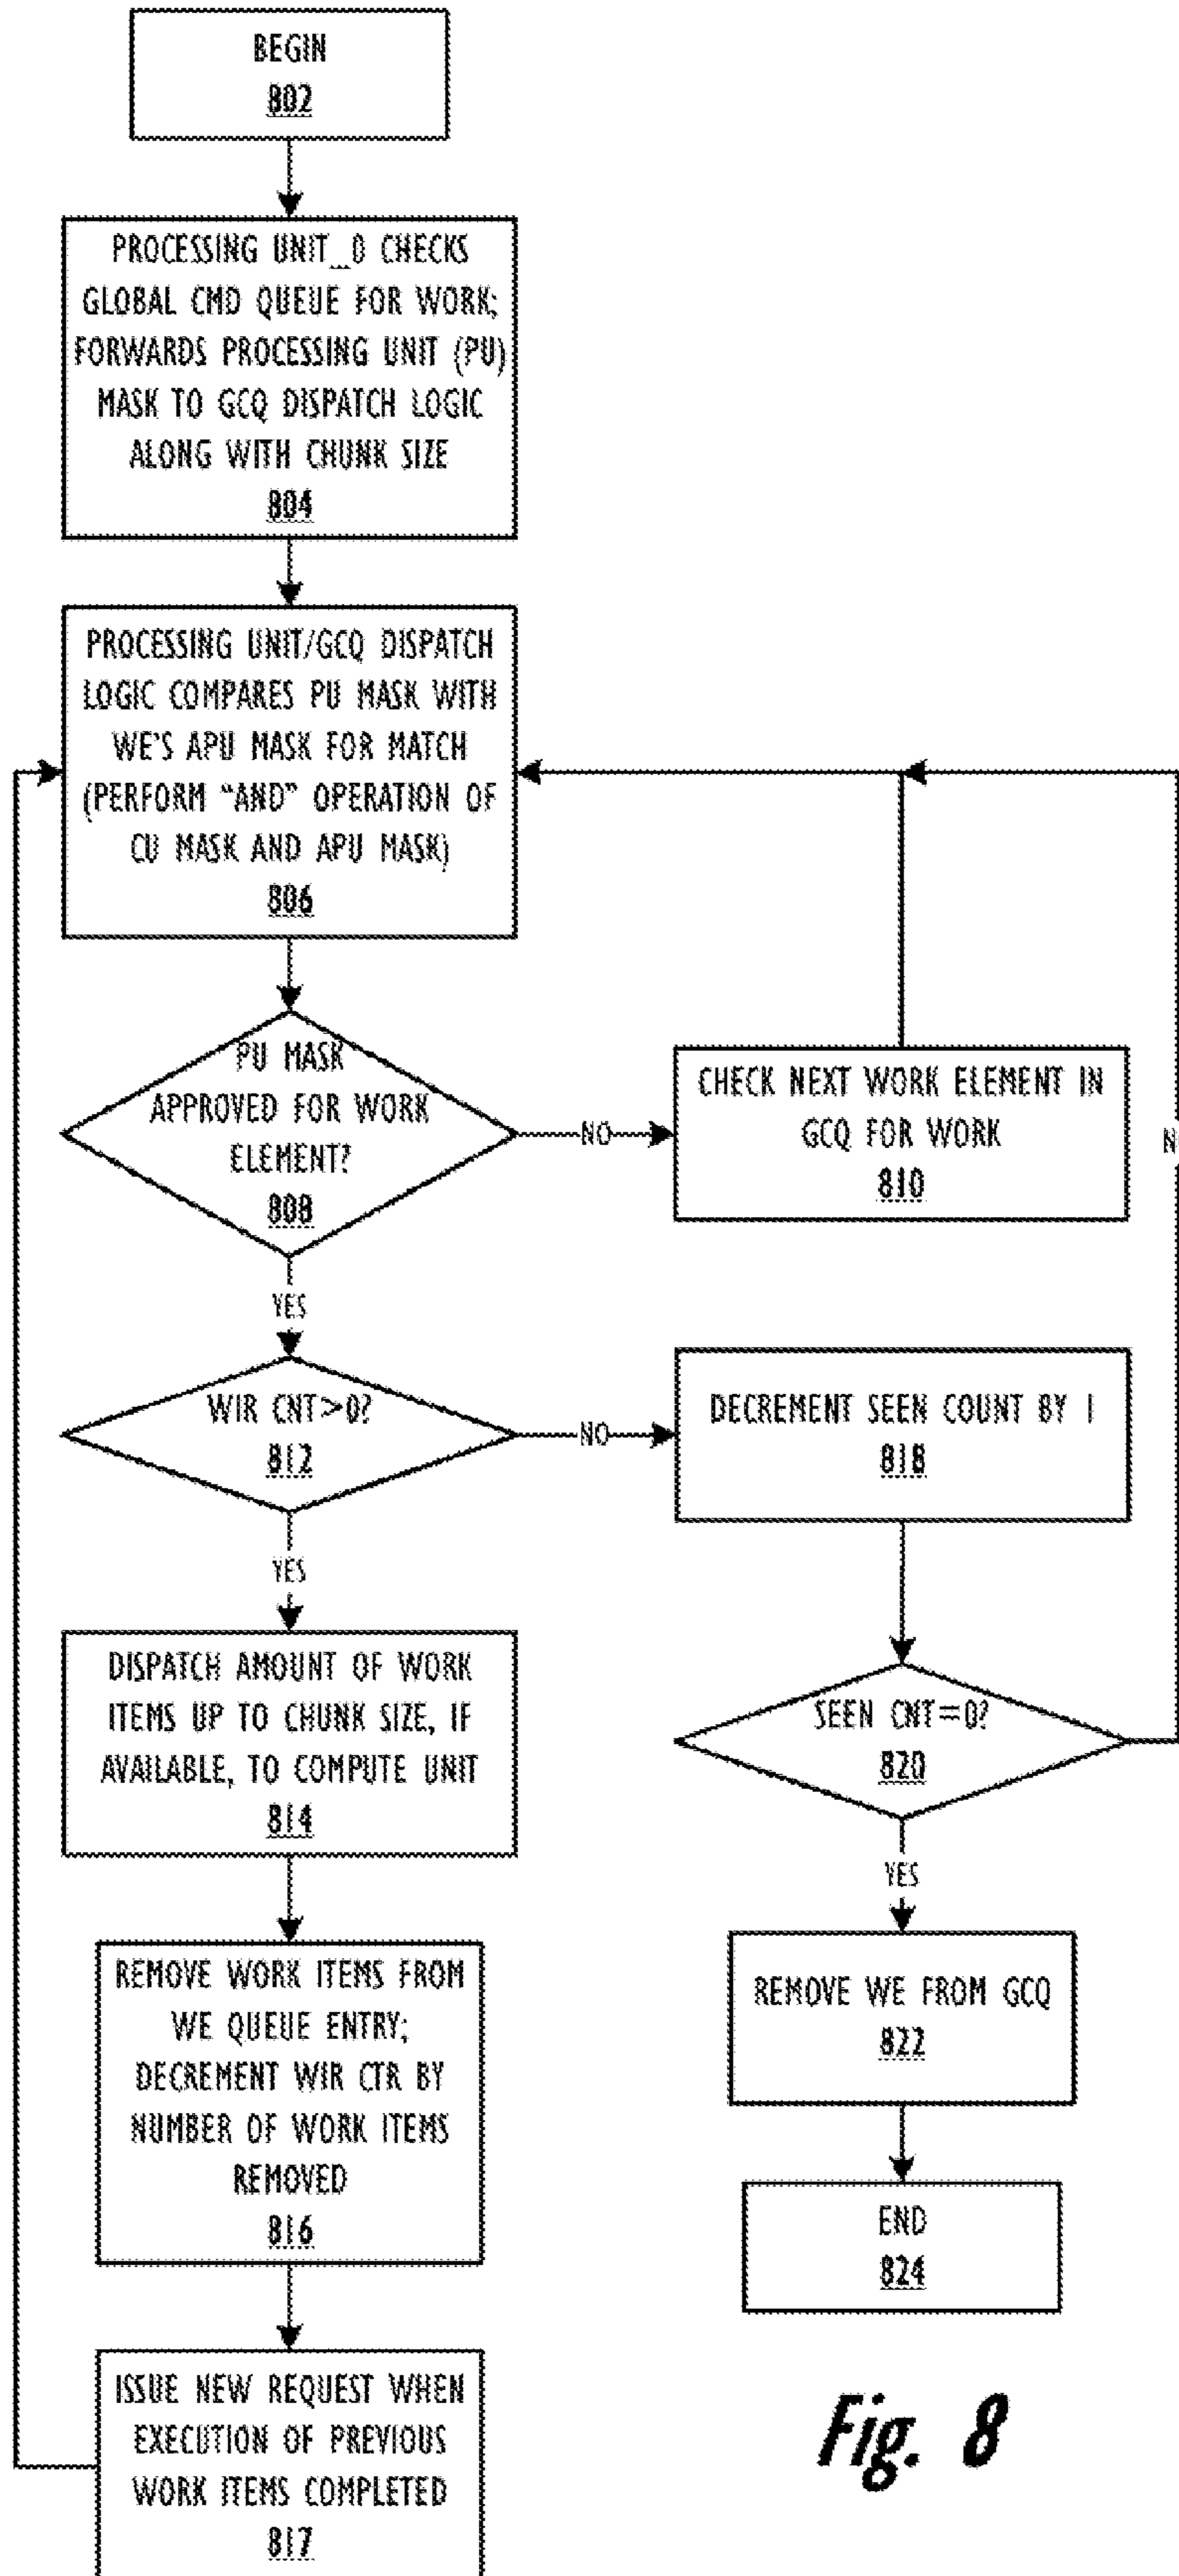 BEGIN
802
PROCESSING UNIT_0 CHECKS
GLOBAL CMD QUEUE FOR WORK;
FORWARDS PROCESSING UNIT (PU)
MASK TO GCQ DISPATCH LOGIC
ALONG WITH CHUNK SIZE
804
PROCESSING UNIT/GCQ DISPATCH
LOGIC COMPARES PU MASK WITH
WE'S APU MASK FOR MATCH
(PERFORM "AND" OPERATION OF
CU MASK AND APU MASK)
806
PU MASK
APPROVED FOR WORK
ELEMENT?
808
NO
CHECK NEXT WORK ELEMENT IN
GCQ FOR WORK
810
YES
WIR CNT>0?
812
NO
DECREMENT SEEN COUNT BY 1
818
YES
DISPATCH AMOUNT OF WORK
ITEMS UP TO CHUNK SIZE, IF
AVAILABLE, TO COMPUTE UNIT
814
SEEN CNT=0?
820
YES
REMOVE WORK ITEMS FROM
WE QUEUE ENTRY;
DECREMENT WIR CTR BY
NUMBER OF WORK ITEMS
REMOVED
816
REMOVE WE FROM GCQ
822
END
824
ISSUE NEW REQUEST WHEN
EXECUTION OF PREVIOUS
WORK ITEMS COMPLETED
817
Fig. 8